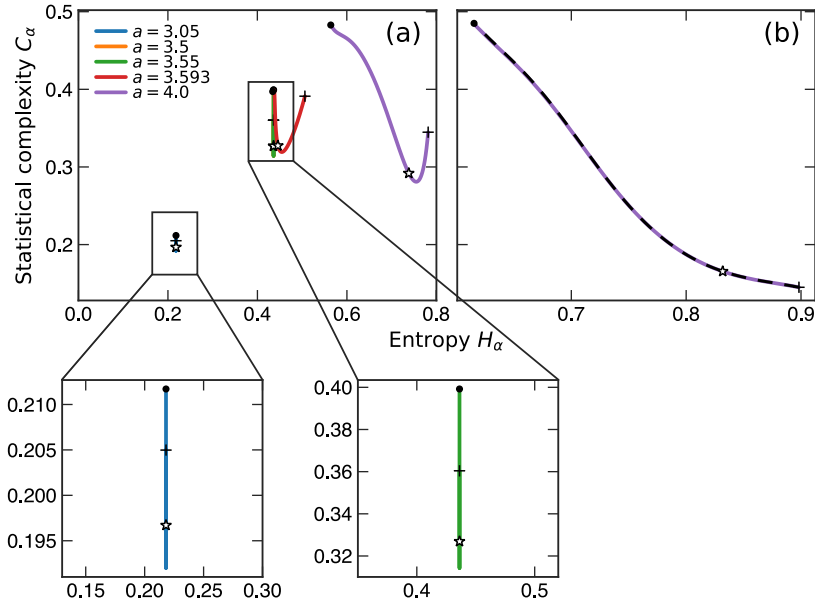 Statistical complexity Cα
0.5
0.4
0.3
0.2
(a)
a = 3.05
a = 3.5
a = 3.55
a = 3.593
a = 4.0
(b)
0.0 0.2 0.4 0.6 0.8 0.7 0.8 0.9
Entropy Hα
0.210
0.205
0.200
0.195
0.15 0.20 0.25 0.30
0.40
0.38
0.36
0.34
0.32
0.4 0.5